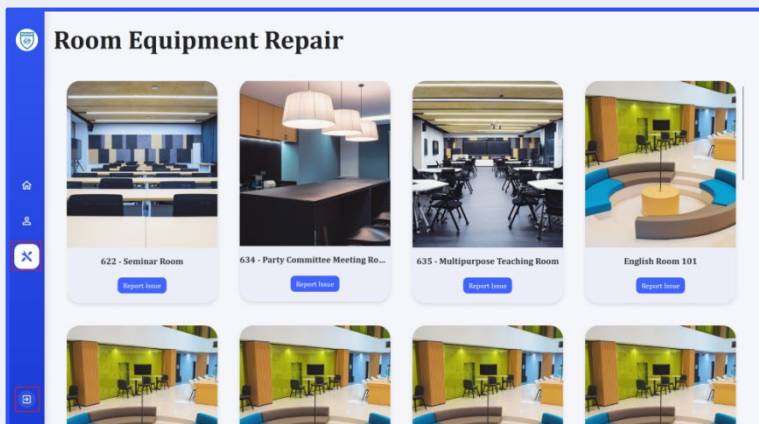 Room Equipment Repair
622 - Seminar Room
634 - Party Committee Meeting Ro...
635 - Multipurpose Teaching Room
English Room 101
Report Issue
Report Issue
Report Issue
Report Issue